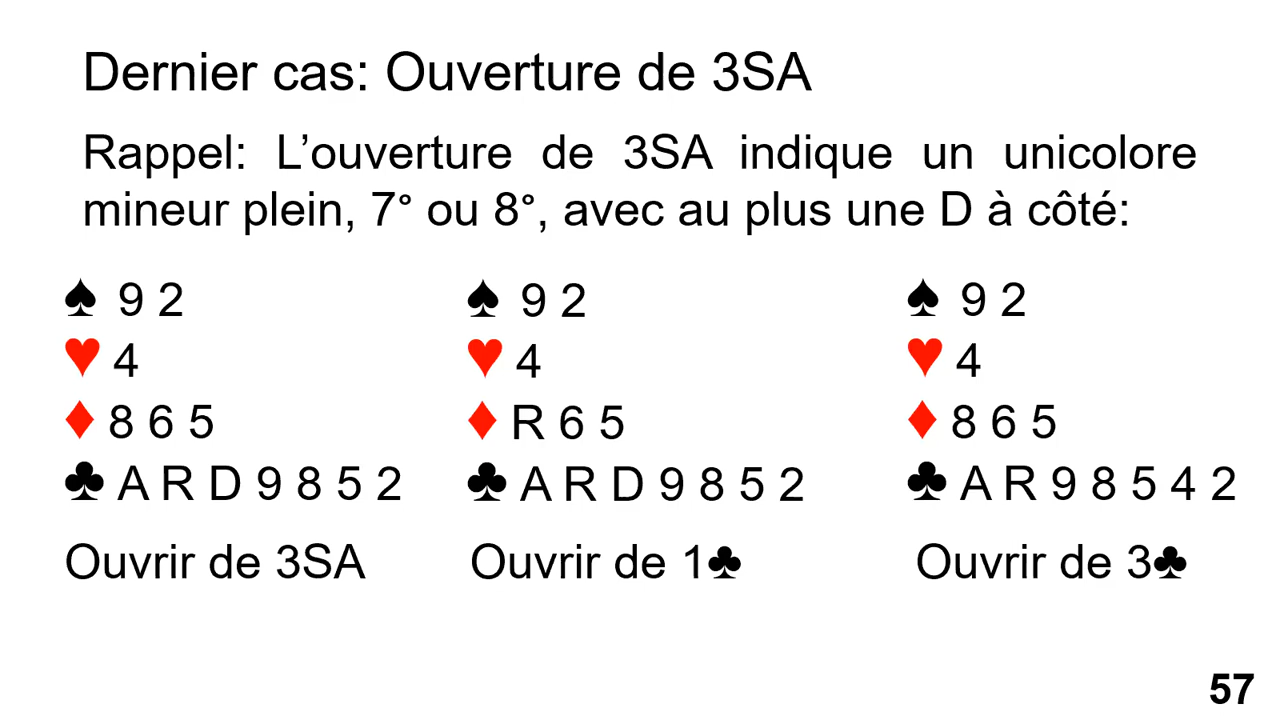 Dernier cas: Ouverture de 3SA
Rappel: L’ouverture de 3SA indique un unicolore
mineur plein, 7° ou 8°, avec au plus une D à côté:
♠ 9 2
♥ 4
♦ 8 6 5
♣ A R D 9 8 5 2
Ouvrir de 3SA
♠ 9 2
♥ 4
♦ R 6 5
♣ A R D 9 8 5 2
Ouvrir de 1♣
♠ 9 2
♥ 4
♦ 8 6 5
♣ A R 9 8 5 4 2
Ouvrir de 3♣
57